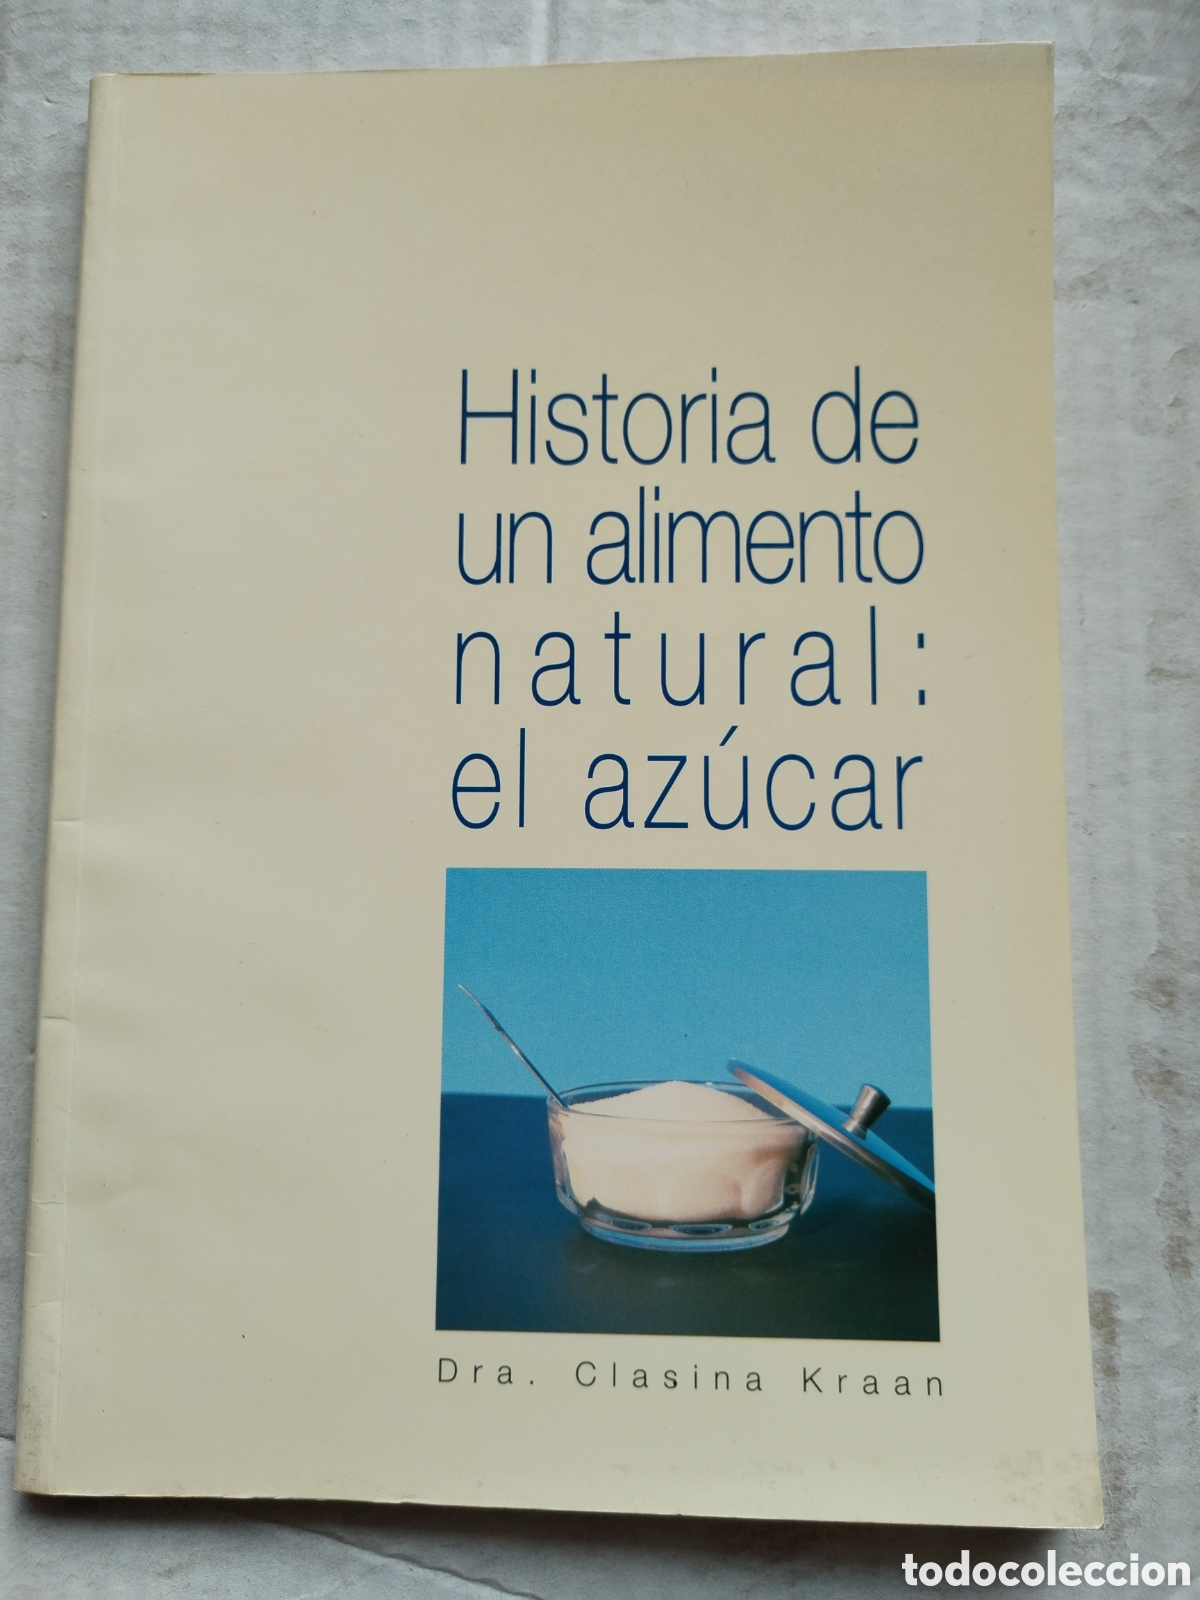 Historia de
un alimento
natural:
el azúcar
Dra. Clasina Kraan
todocoleccion